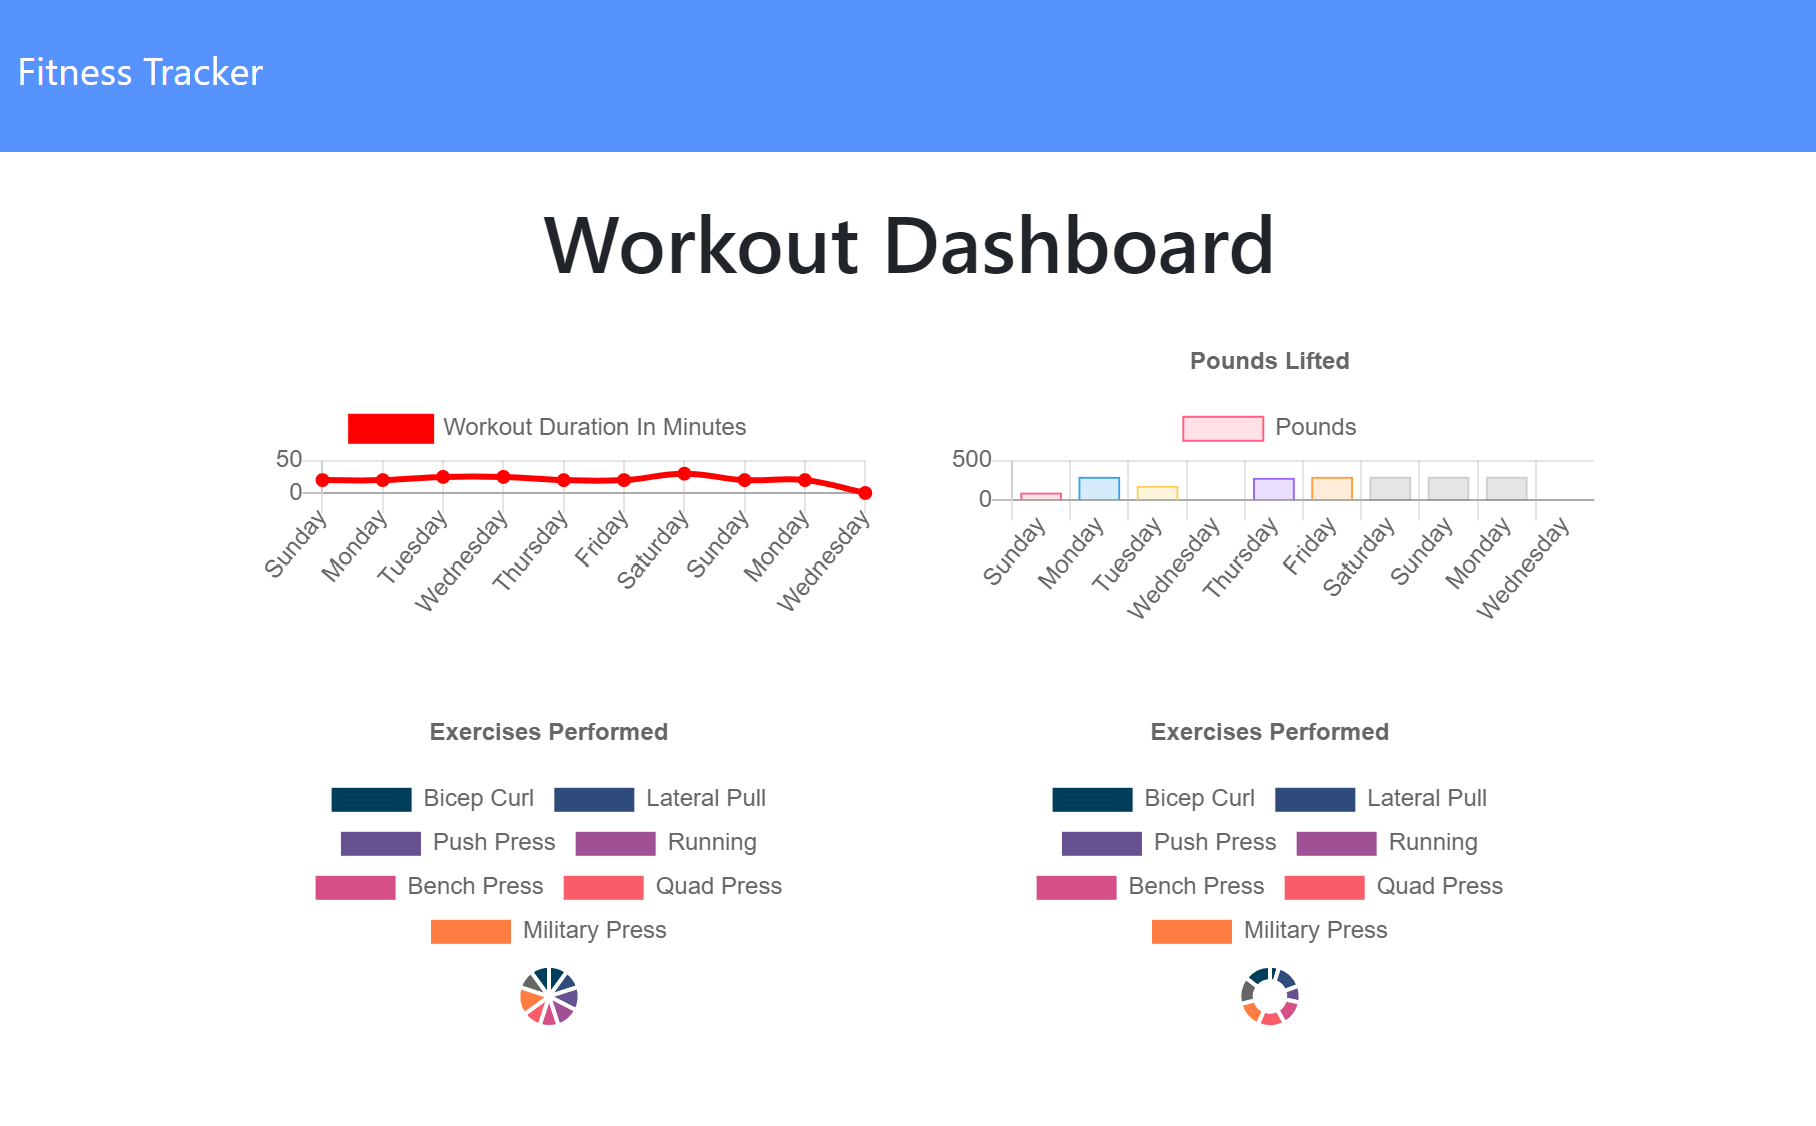 Fitness Tracker
Workout Dashboard
Workout Duration In Minutes
50
0
Sunday
Monday
Tuesday
Wednesday
Thursday
Friday
Saturday
Sunday
Monday
Wednesday
Pounds Lifted
Pounds
500
0
Sunday
Monday
Tuesday
Wednesday
Thursday
Friday
Saturday
Sunday
Monday
Wednesday
Exercises Performed
Bicep Curl
Lateral Pull
Push Press
Running
Bench Press
Quad Press
Military Press
Exercises Performed
Bicep Curl
Lateral Pull
Push Press
Running
Bench Press
Quad Press
Military Press